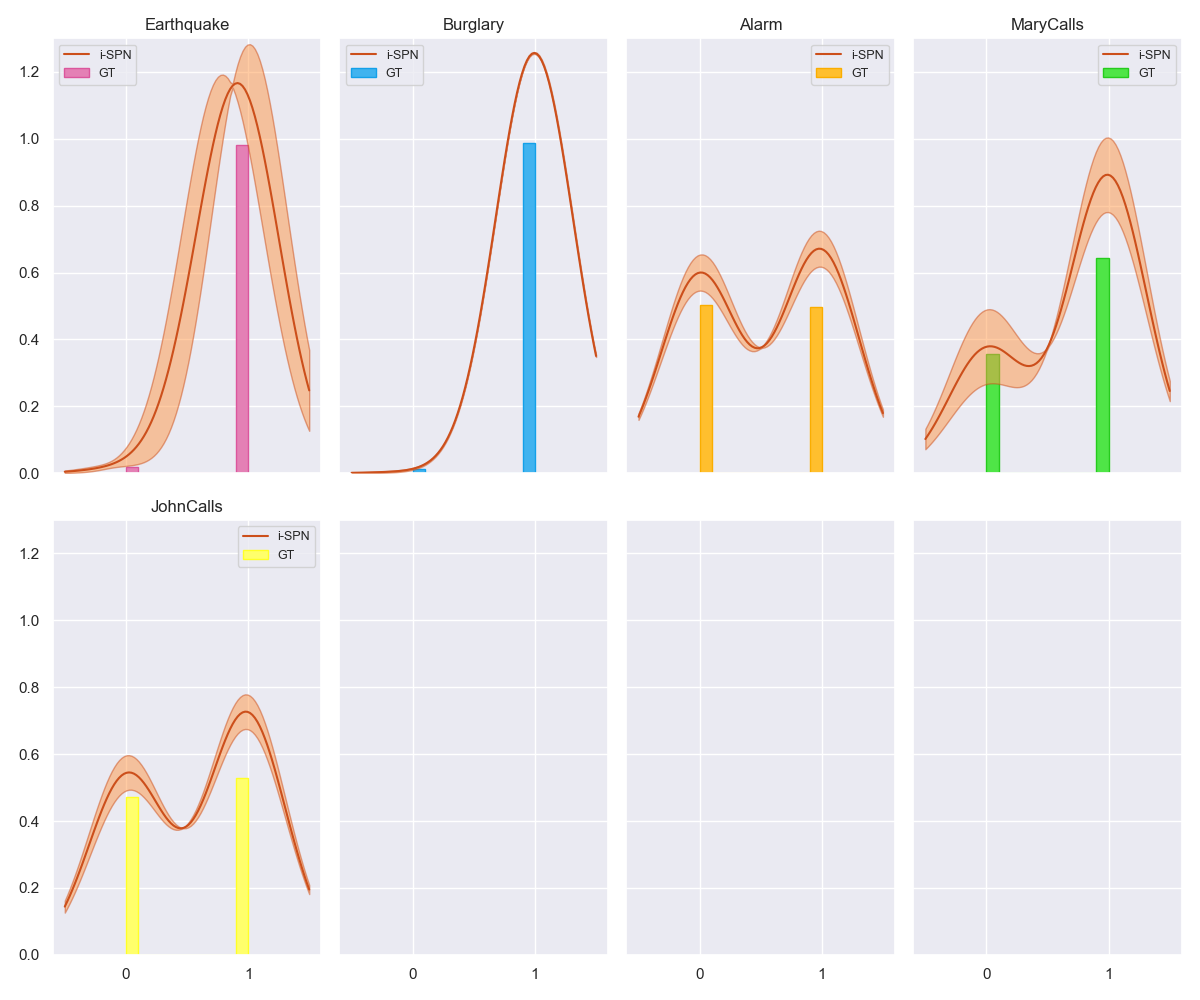 Earthquake
i-SPN
GT
1.2
1.0
0.8
0.6
0.4
0.2
0.0
Burglary
i-SPN
GT
Alarm
i-SPN
GT
MaryCalls
i-SPN
GT
JohnCalls
i-SPN
GT
1.2
1.0
0.8
0.6
0.4
0.2
0.0
0 1
0 1
0 1
0 1